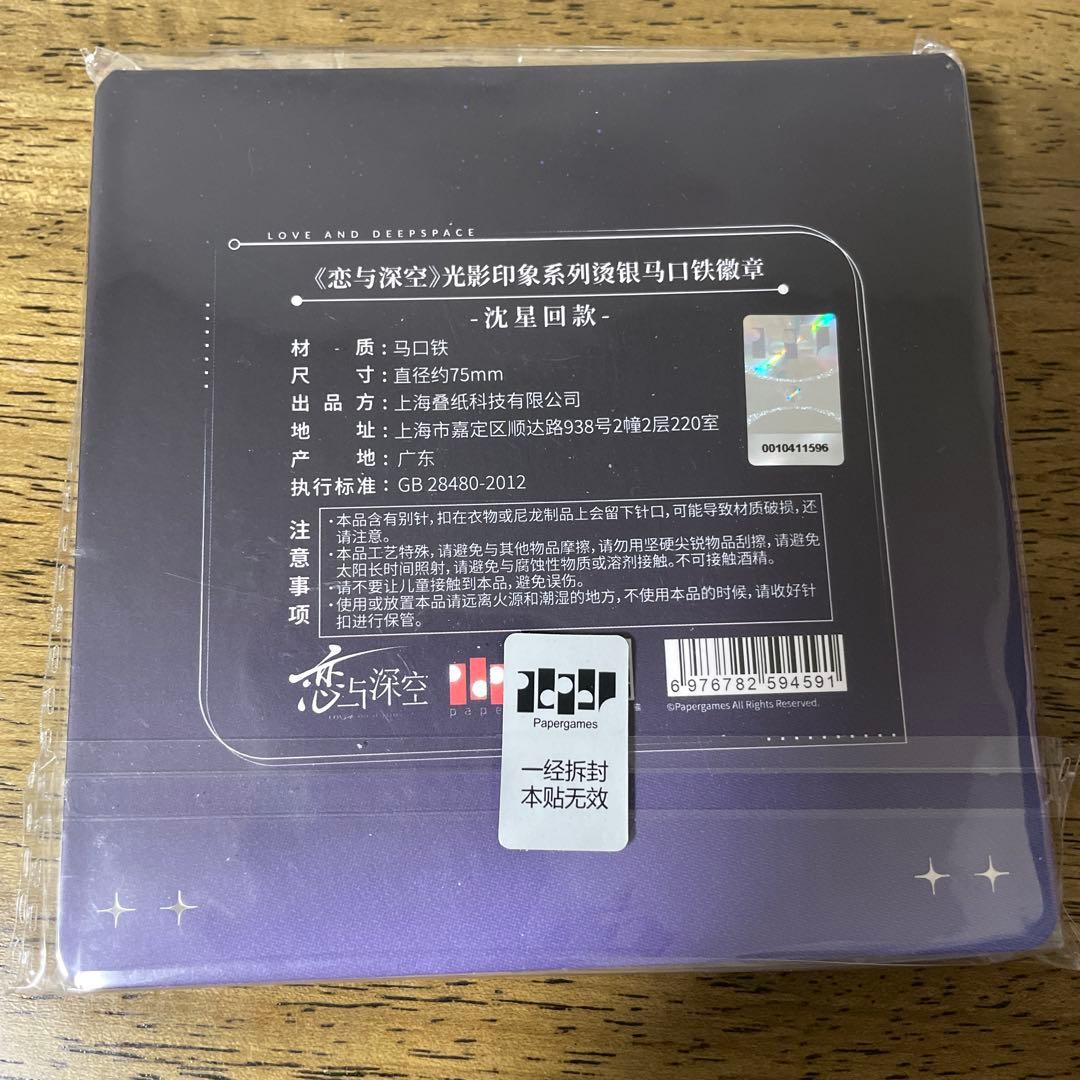 LOVE AND DEEPSPACE
《恋与深空》光影印象系列烫银马口铁徽章
-沈星回款-
材 质：马口铁
尺 寸：直径约75mm
出品方：上海叠纸科技有限公司
地 址：上海市嘉定区顺达路938号2幢2层220室
产 地：广东
执行标准：GB 28480-2012
0010411596
注意事项
·本品含有别针，扣在衣物或尼龙制品上会留下针口，可能导致材质破损，还
请注意。
·本品工艺特殊，请避免与其他物品摩擦，请勿用坚硬尖锐物品刮擦，请避免
太阳长时间照射，请避免与腐蚀性物质或溶剂接触。不可接触酒精。
·请不要让儿童接触到本品，避免误伤。
·使用或放置本品请远离火源和潮湿的地方，不使用本品的时候，请收好针
扣进行保管。
恋与深空
pape
6 976782 594591
©Papergames All Rights Reserved.
paper
Papergames
一经拆封
本贴无效